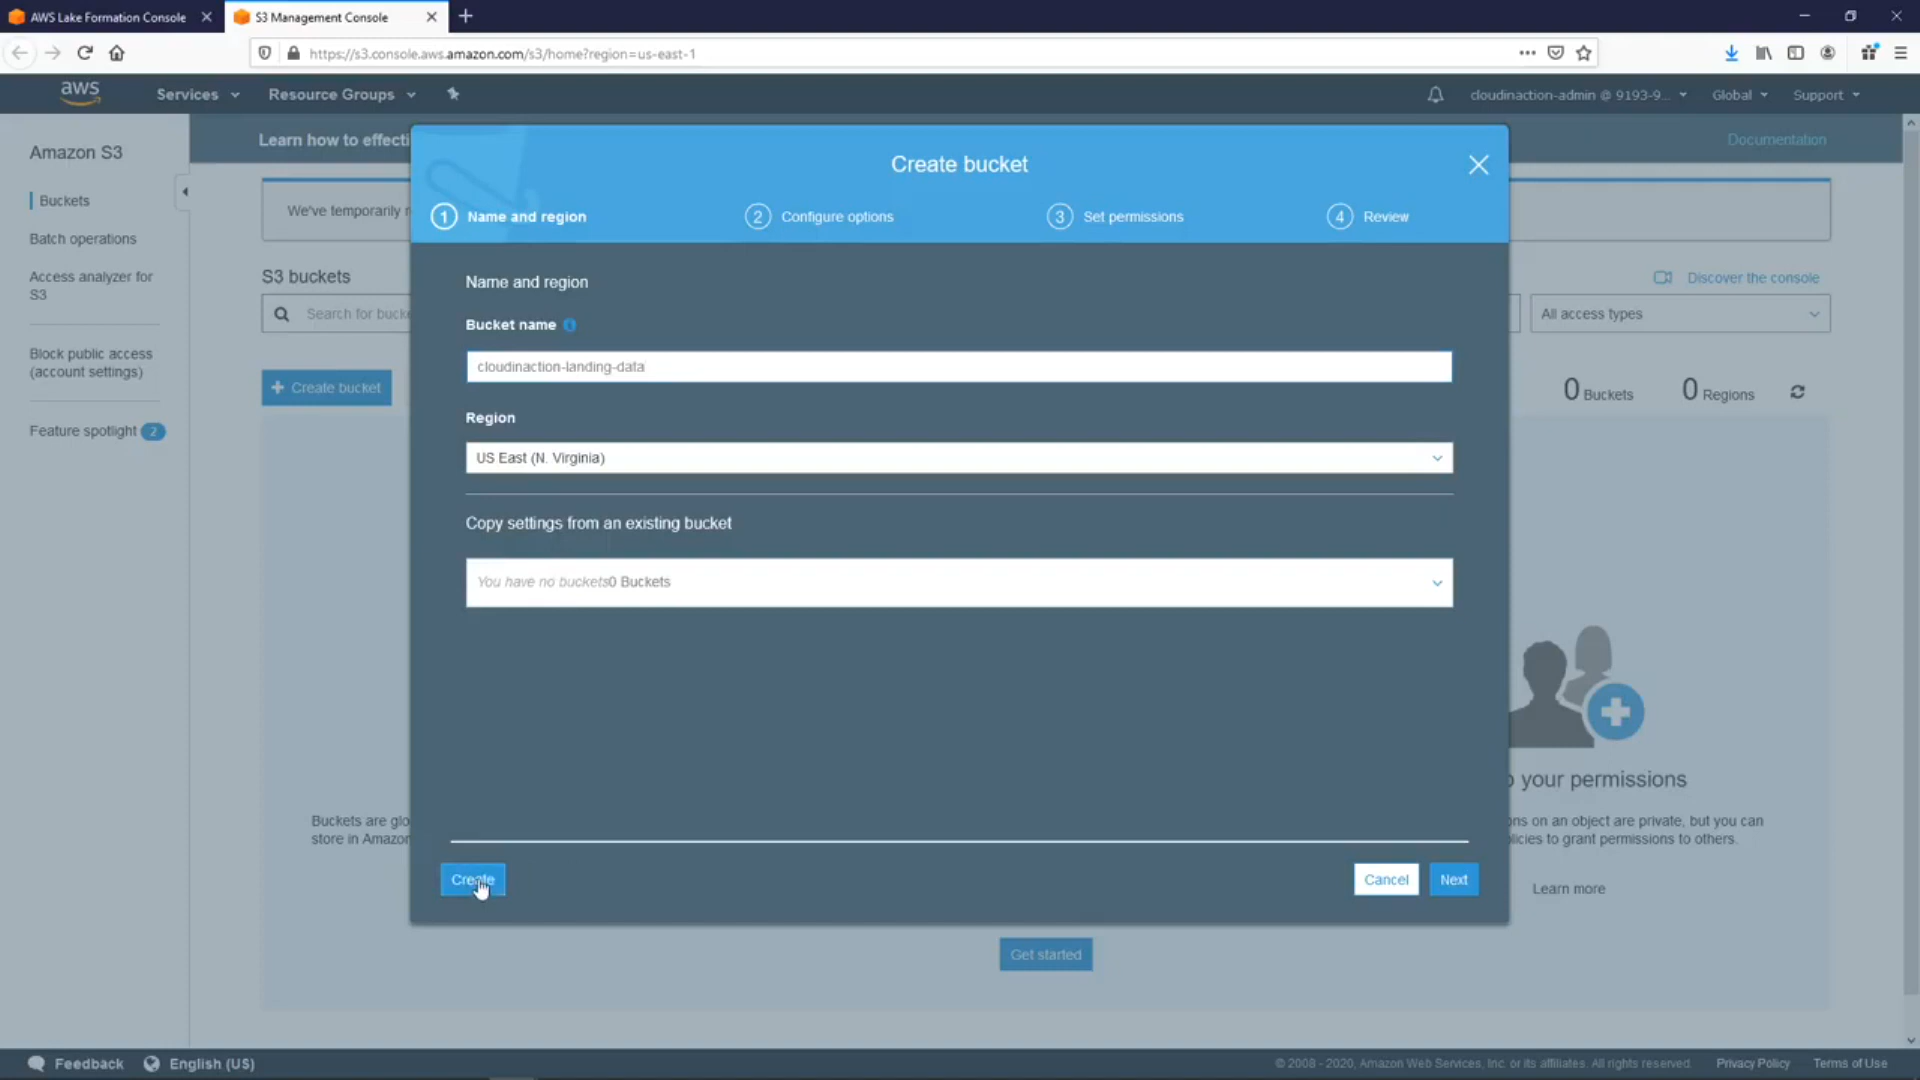 AWS Lake Formation Console
S3 Management Console
https://s3.console.aws.amazon.com/s3/home?region=us-east-1
aws
Services
Resource Groups
cloudinaction-admin @ 9193-9...
Global
Support
Amazon S3
Buckets
Batch operations
Access analyzer for
S3
Block public access
(account settings)
Feature spotlight 2
Learn how to effecti
Documentation
We've temporarily r
S3 buckets
Discover the console
Search for bucke
All access types
+ Create bucket
0 Buckets
0 Regions
Create bucket
1 Name and region
2 Configure options
3 Set permissions
4 Review
Name and region
Bucket name
cloudinaction-landing-data
Region
US East (N. Virginia)
Copy settings from an existing bucket
You have no buckets0 Buckets
Create
Cancel
Next
Buckets are glo
store in Amazon
your permissions
ons on an object are private, but you can
licies to grant permissions to others.
Learn more
Get started
Feedback
English (US)
© 2008 - 2020, Amazon Web Services, Inc. or its affiliates. All rights reserved.
Privacy Policy
Terms of Use